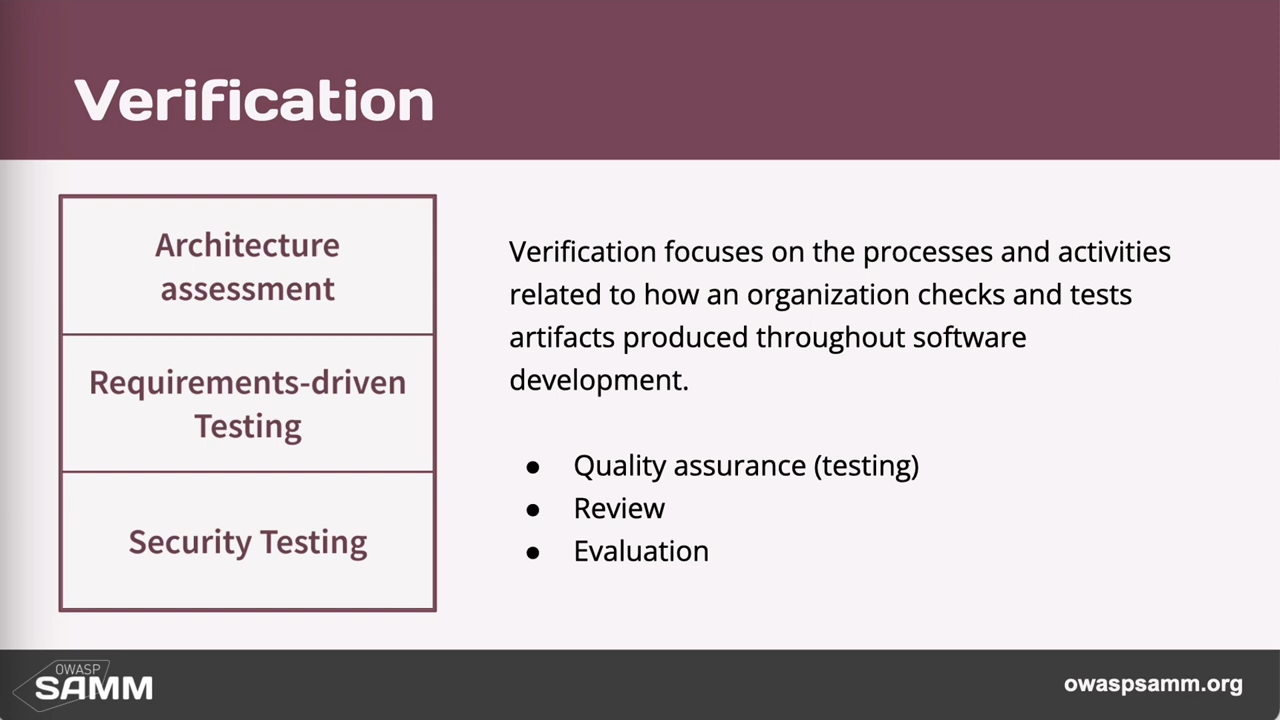 Verification
Architecture
assessment
Requirements-driven
Testing
Security Testing
Verification focuses on the processes and activities
related to how an organization checks and tests
artifacts produced throughout software
development.
● Quality assurance (testing)
● Review
● Evaluation
OWASP
SAMM
owaspsamm.org